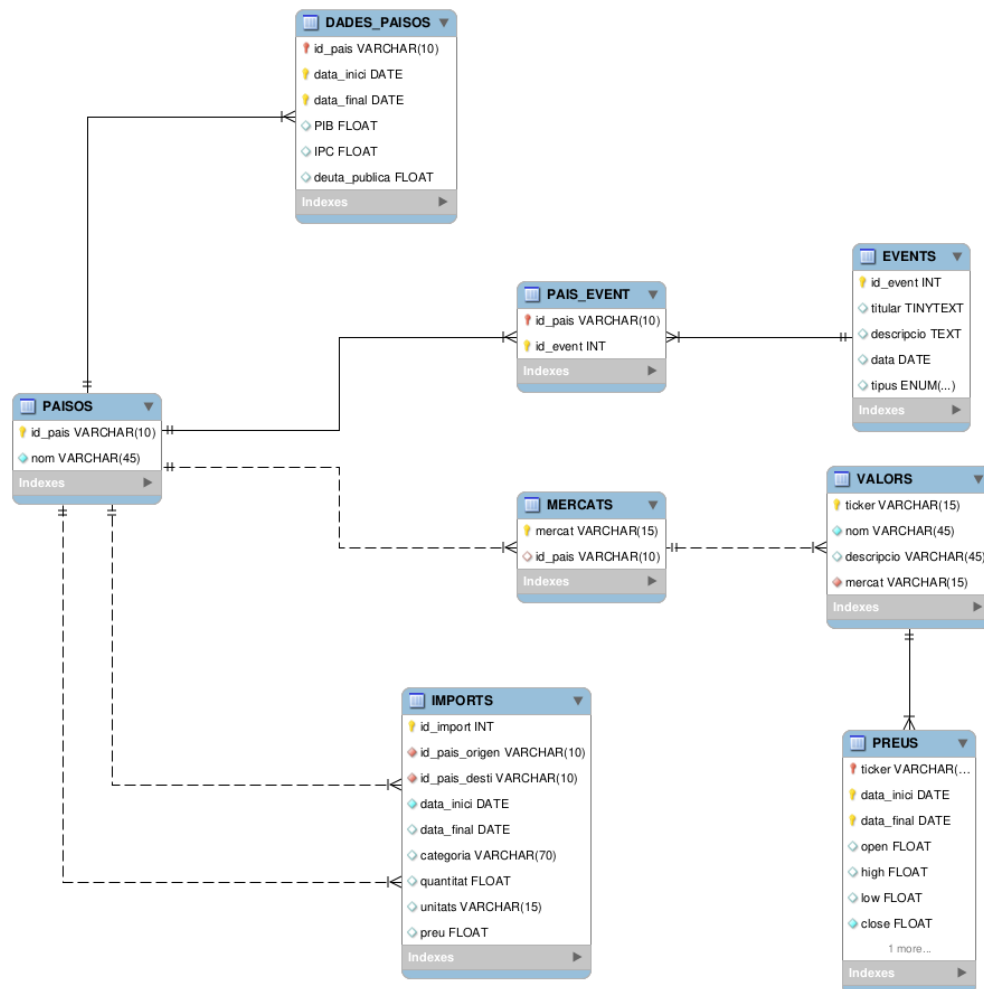 DADES_PAISOS
id_pais VARCHAR(10)
data_inici DATE
data_final DATE
PIB FLOAT
IPC FLOAT
deuta_publica FLOAT
Indexes
EVENTS
id_event INT
titular TINYTEXT
descripcio TEXT
data DATE
tipus ENUM(...)
Indexes
PAIS_EVENT
id_pais VARCHAR(10)
id_event INT
Indexes
PAISOS
id_pais VARCHAR(10)
nom VARCHAR(45)
Indexes
MERCATS
mercat VARCHAR(15)
id_pais VARCHAR(10)
Indexes
VALORS
ticker VARCHAR(15)
nom VARCHAR(45)
descripcio VARCHAR(45)
mercat VARCHAR(15)
Indexes
IMPORTS
id_import INT
id_pais_origen VARCHAR(10)
id_pais_desti VARCHAR(10)
data_inici DATE
data_final DATE
categoria VARCHAR(70)
quantitat FLOAT
unitats VARCHAR(15)
preu FLOAT
Indexes
PREUS
ticker VARCHAR(...
data_inici DATE
data_final DATE
open FLOAT
high FLOAT
low FLOAT
close FLOAT
1 more...
Indexes